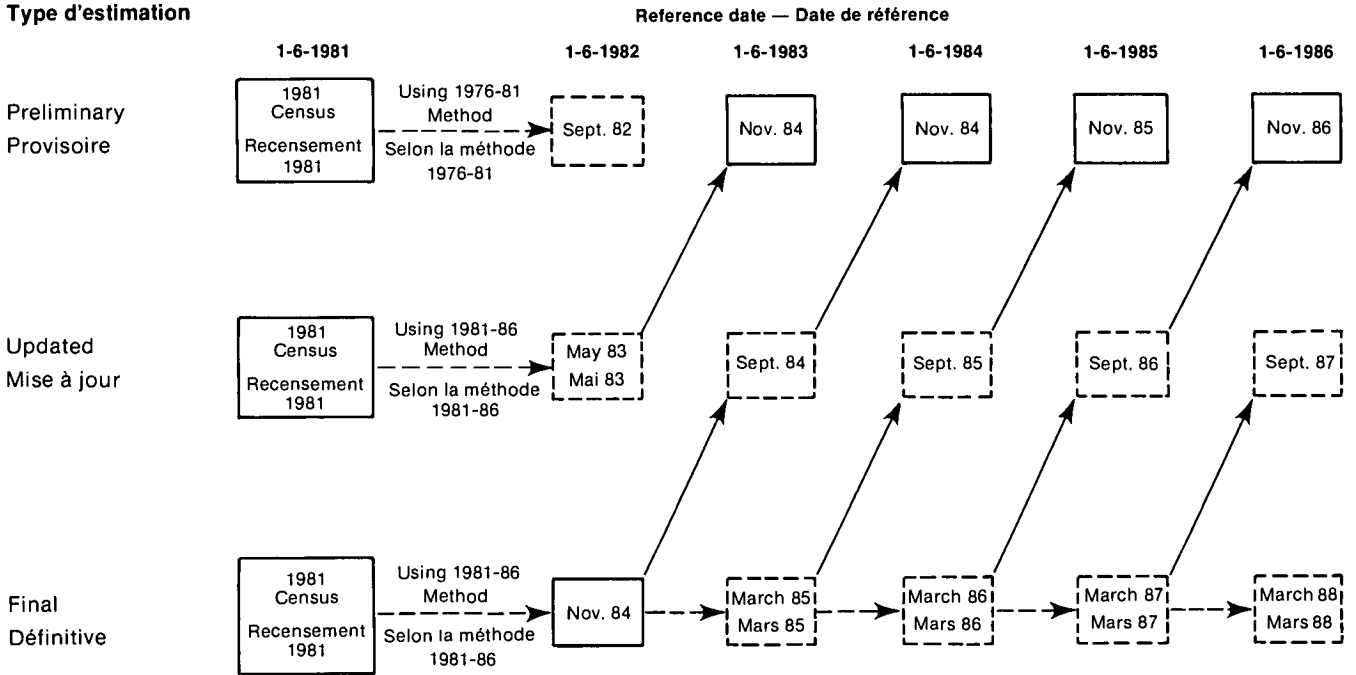 Type d'estimation
Reference date — Date de référence
1-6-1981
1-6-1982
1-6-1983
1-6-1984
1-6-1985
1-6-1986
Preliminary
Provisoire
1981
Census
Recensement
1981
Using 1976-81
Method
Selon la méthode
1976-81
Sept. 82
Nov. 84
Nov. 84
Nov. 85
Nov. 86
Updated
Mise à jour
1981
Census
Recensement
1981
Using 1981-86
Method
Selon la méthode
1981-86
May 83
Mai 83
Sept. 84
Sept. 85
Sept. 86
Sept. 87
Final
Définitive
1981
Census
Recensement
1981
Using 1981-86
Method
Selon la méthode
1981-86
Nov. 84
March 85
Mars 85
March 86
Mars 86
March 87
Mars 87
March 88
Mars 88